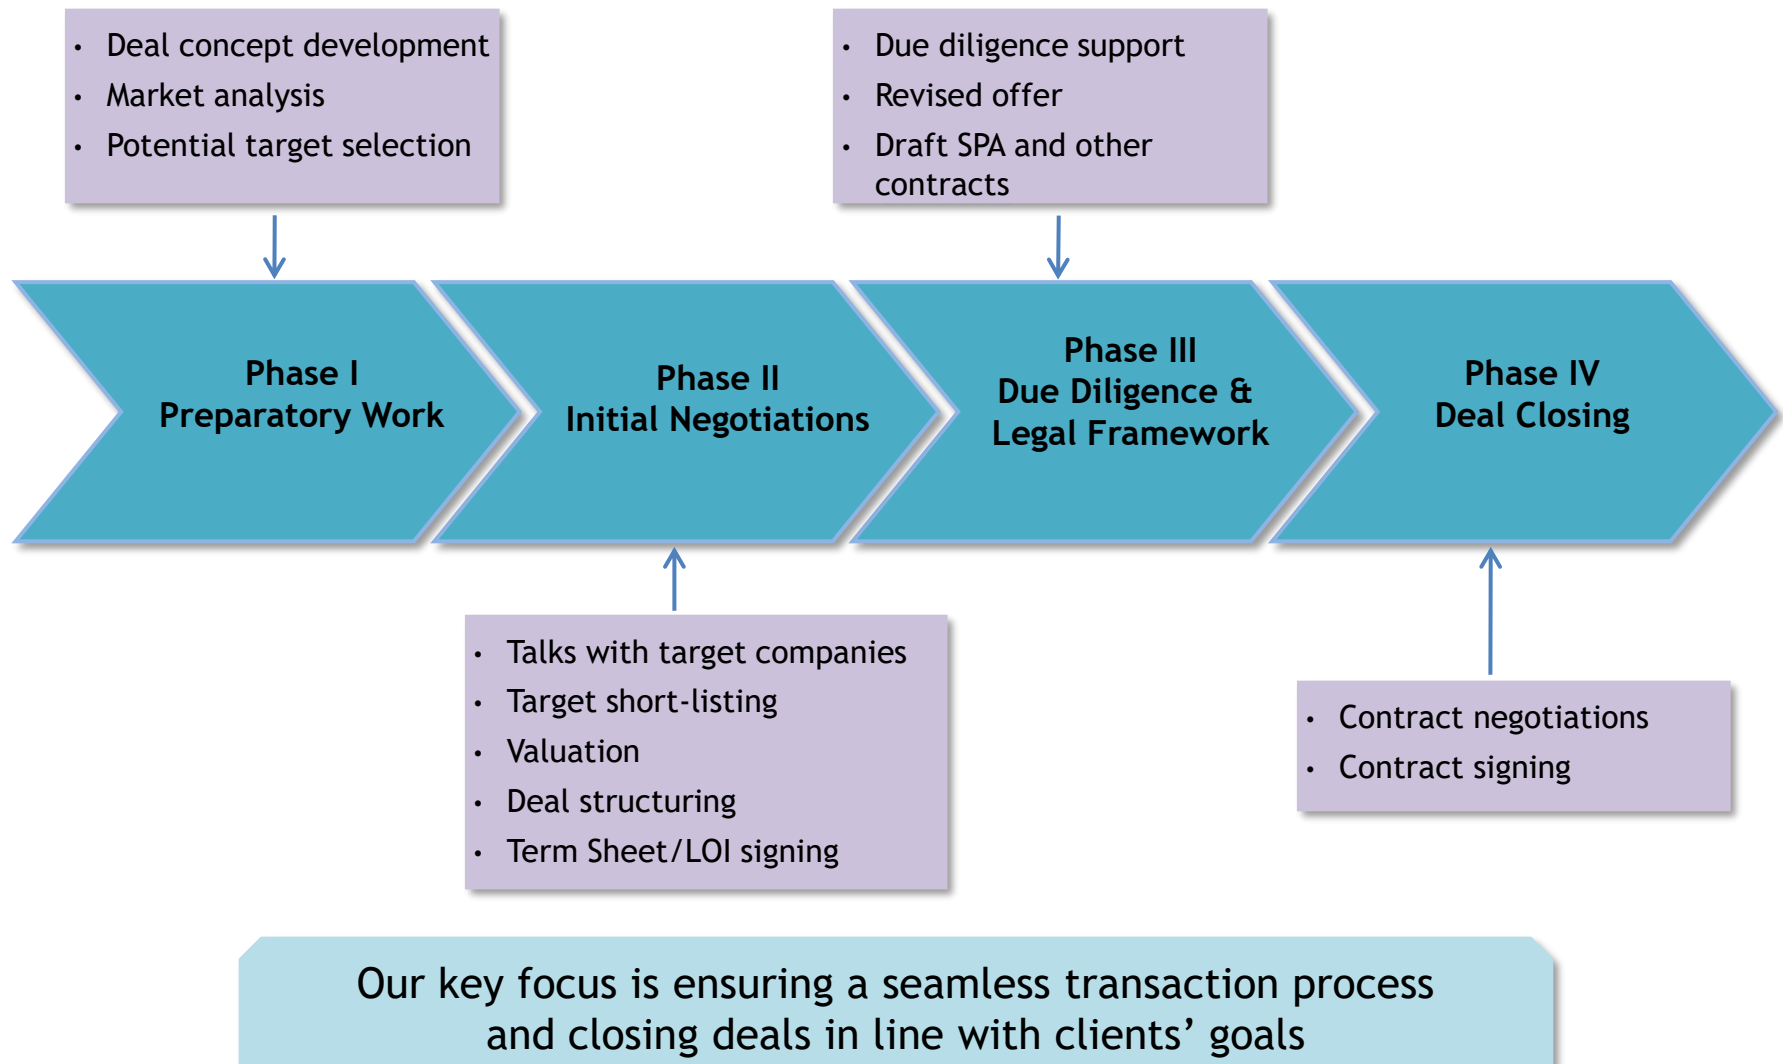 • Deal concept development
• Market analysis
• Potential target selection
• Due diligence support
• Revised offer
• Draft SPA and other
contracts
Phase I
Preparatory Work
Phase II
Initial Negotiations
Phase III
Due Diligence &
Legal Framework
Phase IV
Deal Closing
• Talks with target companies
• Target short-listing
• Valuation
• Deal structuring
• Term Sheet/LOI signing
• Contract negotiations
• Contract signing
Our key focus is ensuring a seamless transaction process
and closing deals in line with clients’ goals